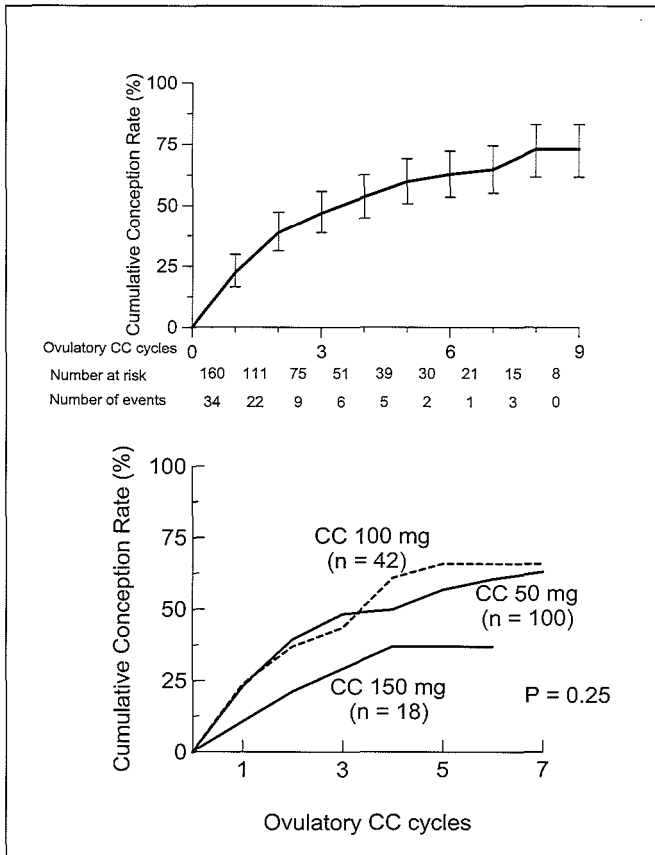 Cumulative Conception Rate (%)
100
75
50
25
0
Ovulatory CC cycles
0 3 6 9
Number at risk 160 111 75 51 39 30 21 15 8
Number of events 34 22 9 6 5 2 1 3 0
Cumulative Conception Rate (%)
100
75
50
25
0
CC 100 mg
(n = 42)
CC 50 mg
(n = 100)
CC 150 mg
(n = 18)
P = 0.25
1 3 5 7
Ovulatory CC cycles